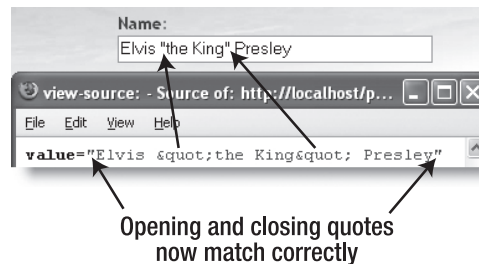 Name:
Elvis "the King" Presley
view-source: - Source of: http://localhost/p...
File Edit View Help
value="Elvis &quot;the King&quot; Presley"
Opening and closing quotes
now match correctly